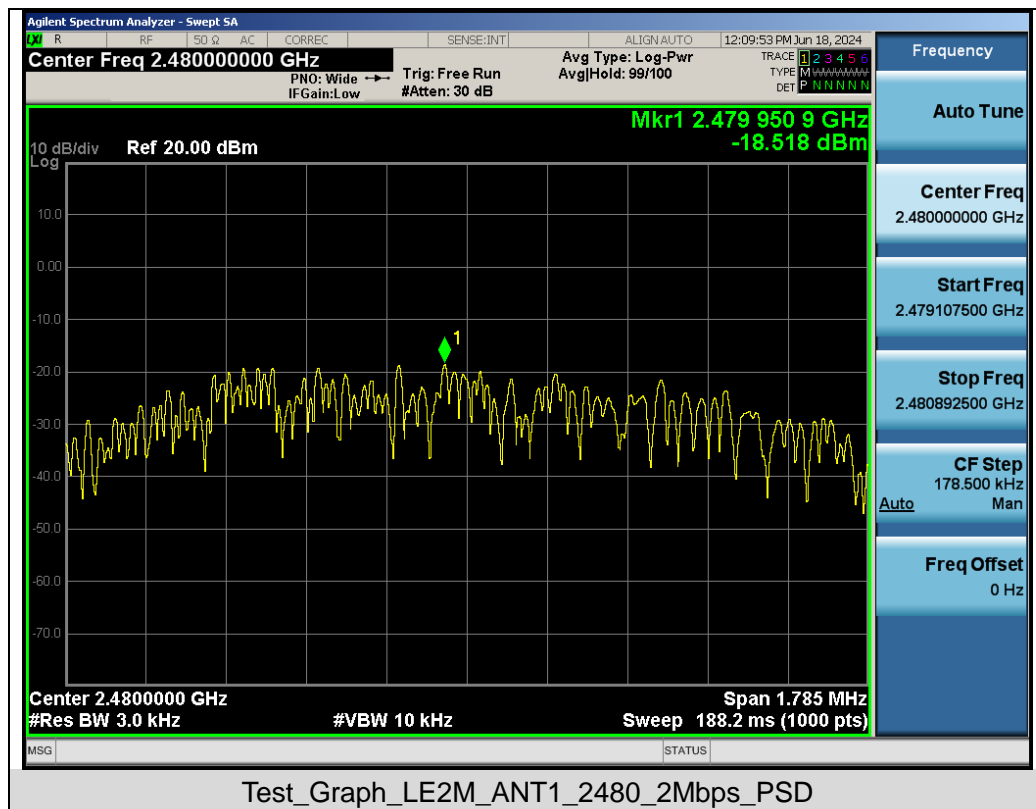 Agilent Spectrum Analyzer - Swept SA
LXI R RF 50 Ω AC CORREC SENSE:INT ALIGNAUTO 12:09:53 PM Jun 18, 2024
Center Freq 2.480000000 GHz
PNO: Wide
IFGain:Low
Trig: Free Run
#Atten: 30 dB
Avg Type: Log-Pwr
Avg|Hold: 99/100
TRACE 1 2 3 4 5 6
TYPE M WWWWW
DET P N N N N N
Mkr1 2.479 950 9 GHz
-18.518 dBm
10 dB/div Ref 20.00 dBm
Log
1
10.0
0.00
-10.0
-20.0
-30.0
-40.0
-50.0
-60.0
-70.0
Center 2.4800000 GHz Span 1.785 MHz
#Res BW 3.0 kHz #VBW 10 kHz Sweep 188.2 ms (1000 pts)
MSG STATUS
Frequency
Auto Tune
Center Freq
2.480000000 GHz
Start Freq
2.479107500 GHz
Stop Freq
2.480892500 GHz
CF Step
178.500 kHz
Auto Man
Freq Offset
0 Hz
Test_Graph_LE2M_ANT1_2480_2Mbps_PSD